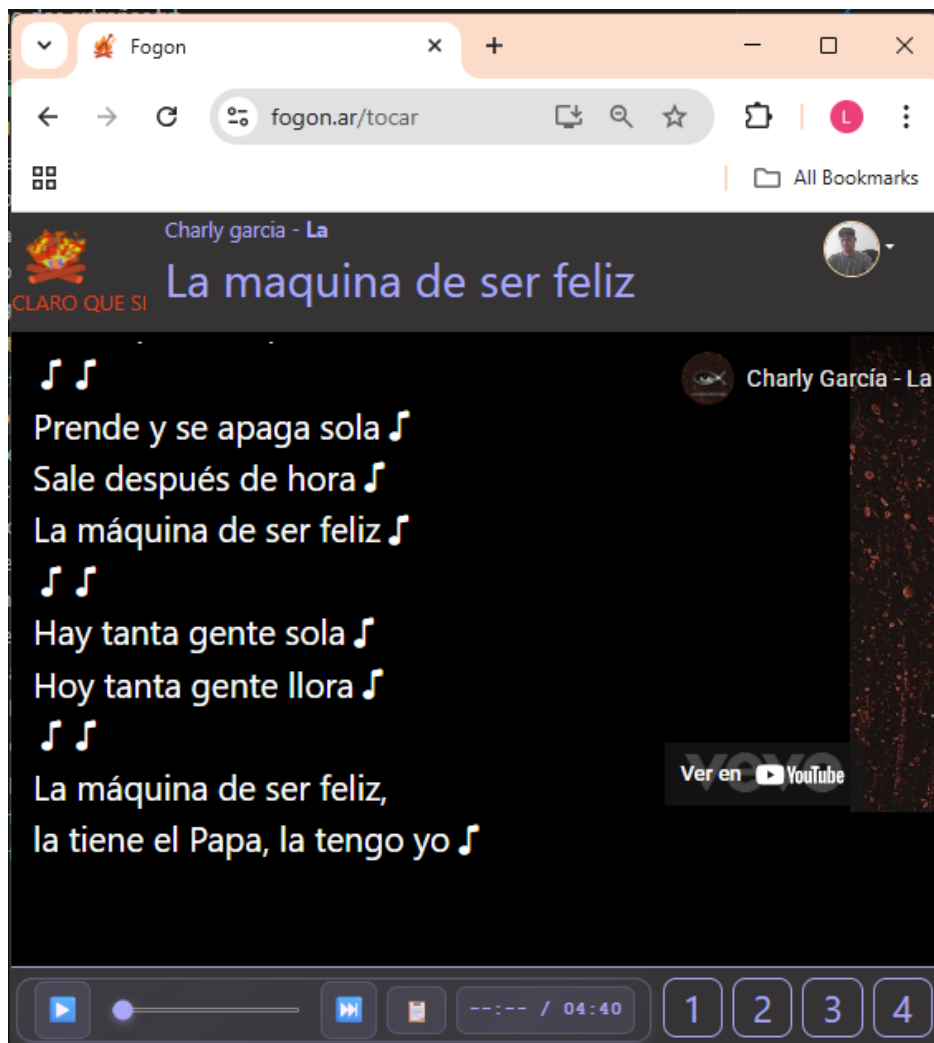 Fogon
fogon.ar/tocar
L
All Bookmarks
Charly garcia - La
La maquina de ser feliz
CLARO QUE SI
Charly García - La
Prende y se apaga sola
Sale después de hora
La máquina de ser feliz
Hay tanta gente sola
Hoy tanta gente llora
La máquina de ser feliz,
la tiene el Papa, la tengo yo
vevo
Ver en YouTube
--:-- / 04:40
1 2 3 4